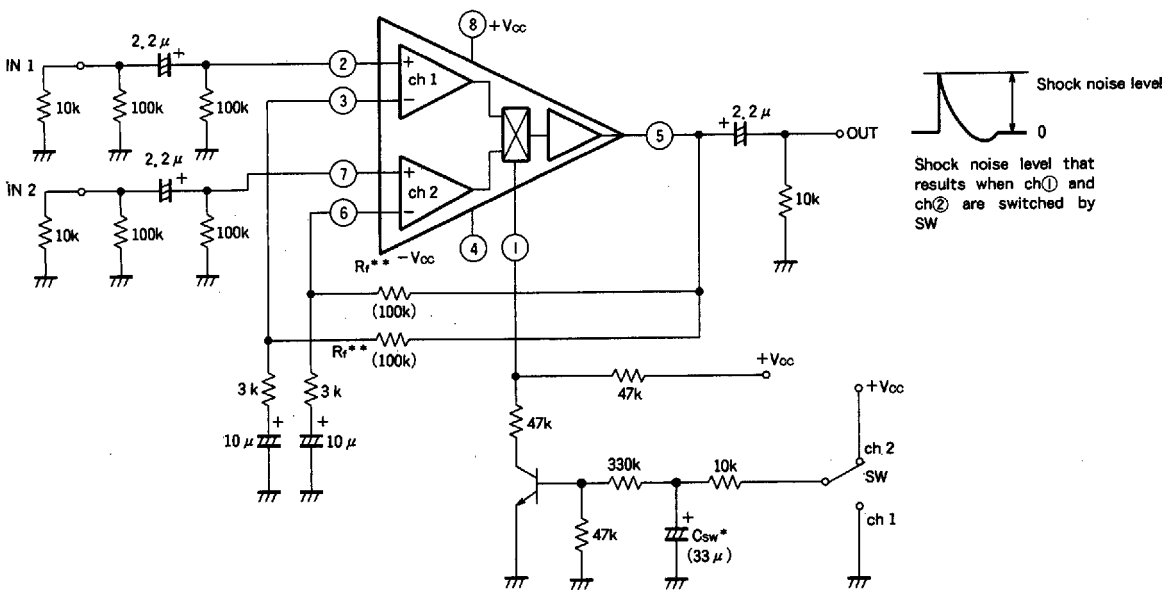 IN 1
2.2μ
+
10k
100k
100k
IN 2
2.2μ
+
10k
100k
100k
2
3
7
6
8
+Vcc
+
ch 1
−
+
ch 2
−
4
1
−Vcc
5
+ 2.2μ
OUT
10k
Shock noise level
0
Shock noise level that
results when ch① and
ch② are switched by
SW
Rf**
(100k)
Rf**
(100k)
3k
3k
+
10μ
+
10μ
47k
+Vcc
47k
330k
10k
47k
+
Csw*
(33μ)
+Vcc
ch 2
SW
ch 1